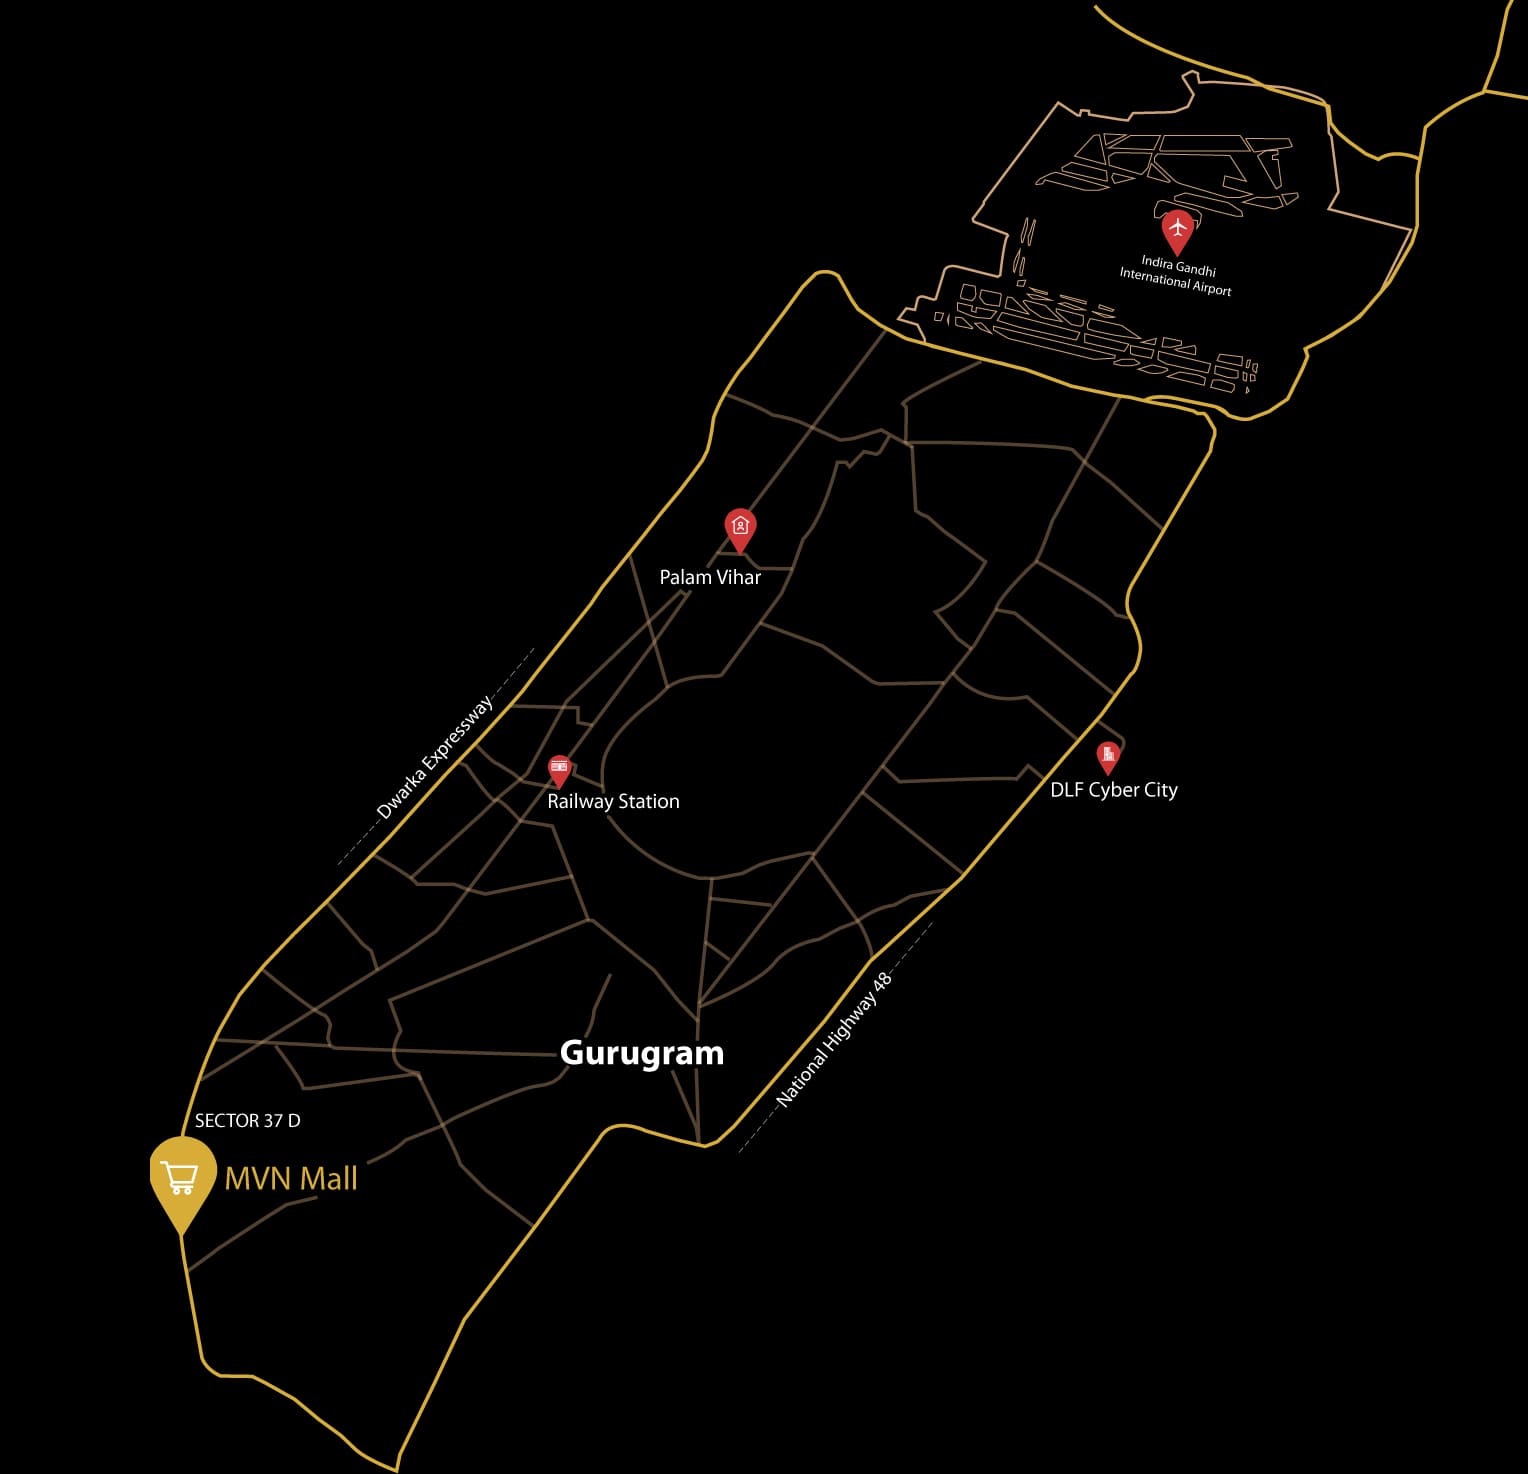 Indira Gandhi
International Airport
Palam Vihar
Dwarka Expressway
Railway Station
DLF Cyber City
National Highway 48
Gurugram
SECTOR 37 D
MVN Mall